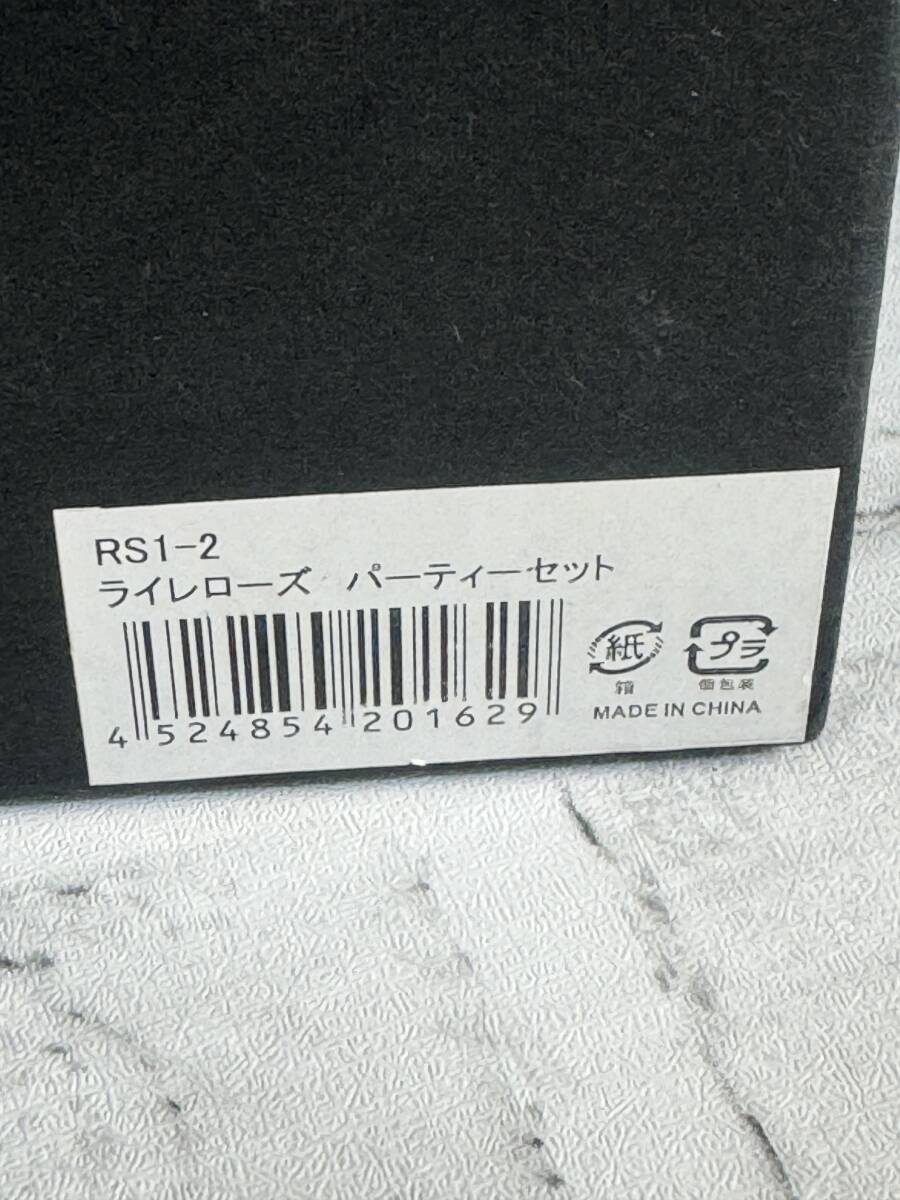 RS1-2
ライレローズ　パーティーセット
4 524854 201629
紙
箱
プラ
個包装
MADE IN CHINA